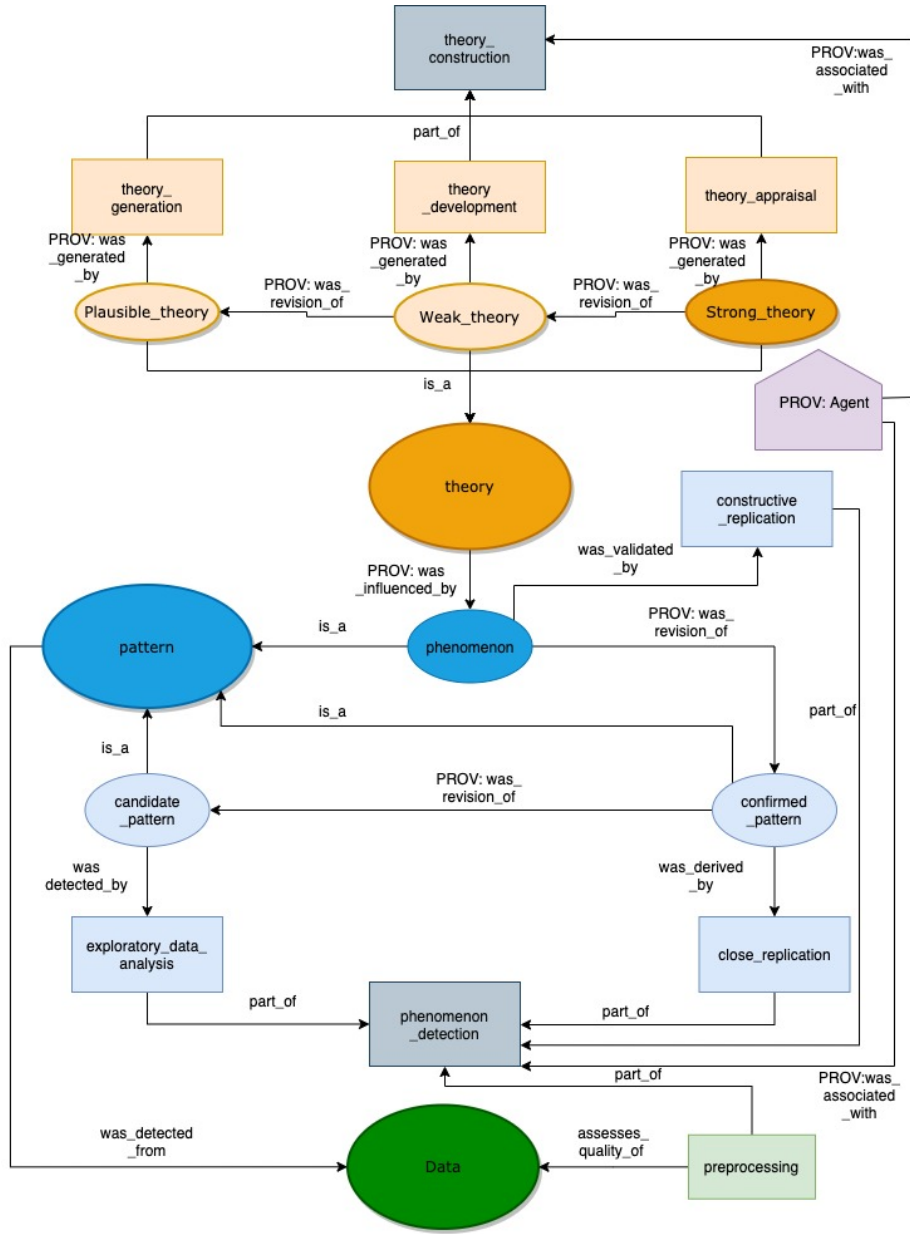 theory_
construction
PROV:was_
associated
_with
part_of
theory_
generation
theory
_development
theory_appraisal
PROV: was
_generated
_by
PROV: was
_generated
_by
PROV: was
_generated
_by
PROV: was_
revision_of
PROV: was_
revision_of
Plausible_theory
Weak_theory
Strong_theory
is_a
PROV: Agent
theory
constructive
_replication
was_validated
_by
PROV: was
_influenced_by
PROV: was_
revision_of
is_a
pattern
phenomenon
is_a
part_of
is_a
PROV: was_
revision_of
candidate
_pattern
confirmed
_pattern
was
detected_by
was_derived
_by
exploratory_data_
analysis
close_replication
part_of
phenomenon
_detection
part_of
part_of
PROV:was_
associated
_with
was_detected
_from
assesses_
quality_of
Data
preprocessing